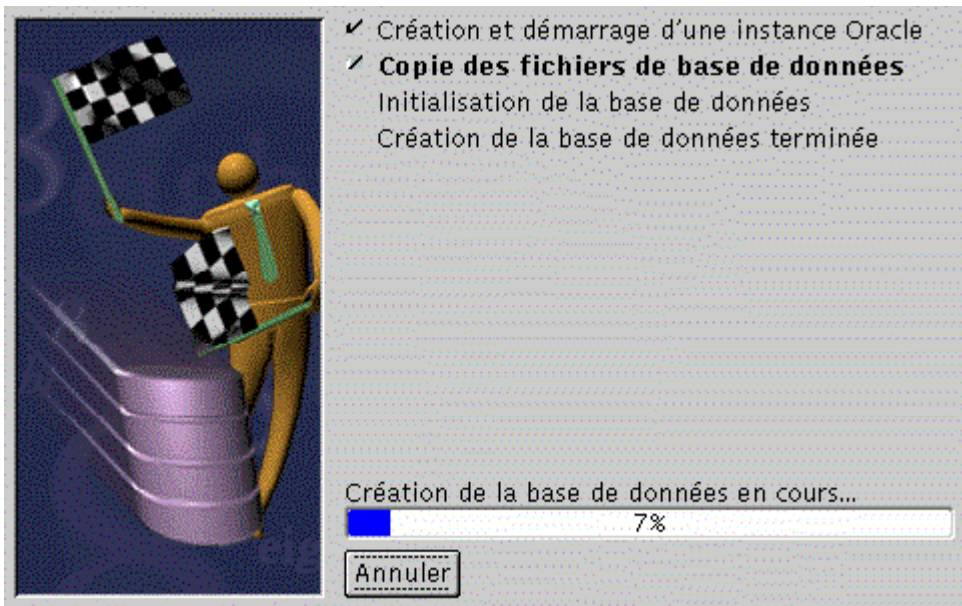 Création et démarrage d'une instance Oracle
Copie des fichiers de base de données
Initialisation de la base de données
Création de la base de données terminée
Création de la base de données en cours...
7%
Annuler